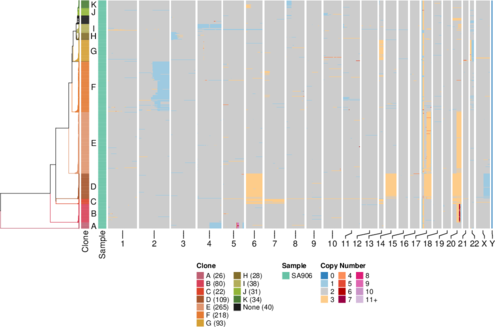 K
J
I
H
G
F
E
D
C
B
A
Clone
Sample
1 2 3 4 5 6 7 8 9 10 11 12 13 14 15 16 17 18 19 20 21 22 X Y
Clone Sample Copy Number
A (26) H (28) SA906 0 4 8
B (80) I (38) 1 5 9
C (22) J (31) 2 6 10
D (109) K (34) 3 7 11+
E (265) None (40)
F (218)
G (93)